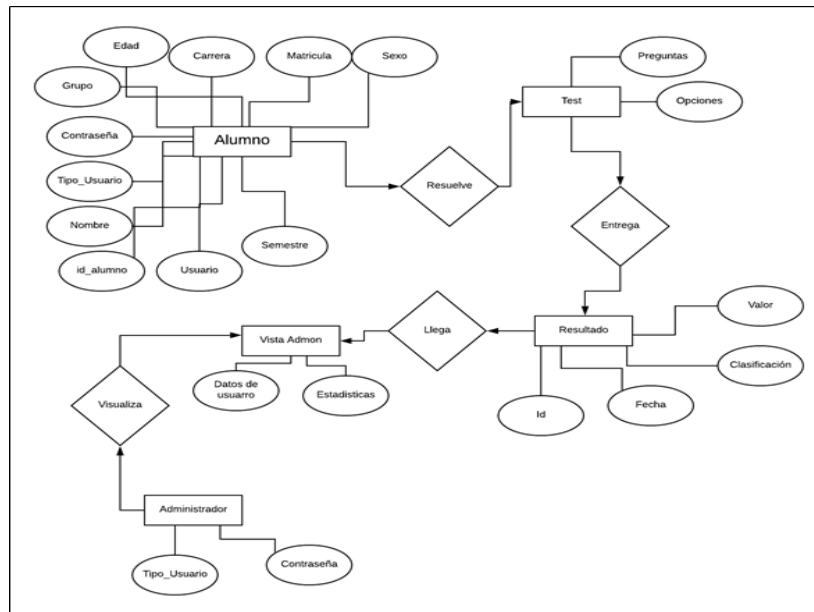 Edad
Carrera
Matricula
Sexo
Preguntas
Grupo
Test
Opciones
Contraseña
Alumno
Tipo_Usuario
Resuelve
Nombre
Entrega
Semestre
id_alumno
Usuario
Valor
Vista Admon
Llega
Resultado
Clasificación
Datos de
usuarro
Estadisticas
Visualiza
Id
Fecha
Administrador
Contraseña
Tipo_Usuario